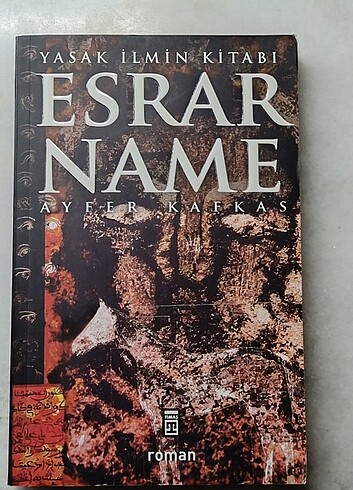 YASAK İLMİN KİTABI
ESRAR
NAME
AYFER KAFKAS
TİMAŞ
roman